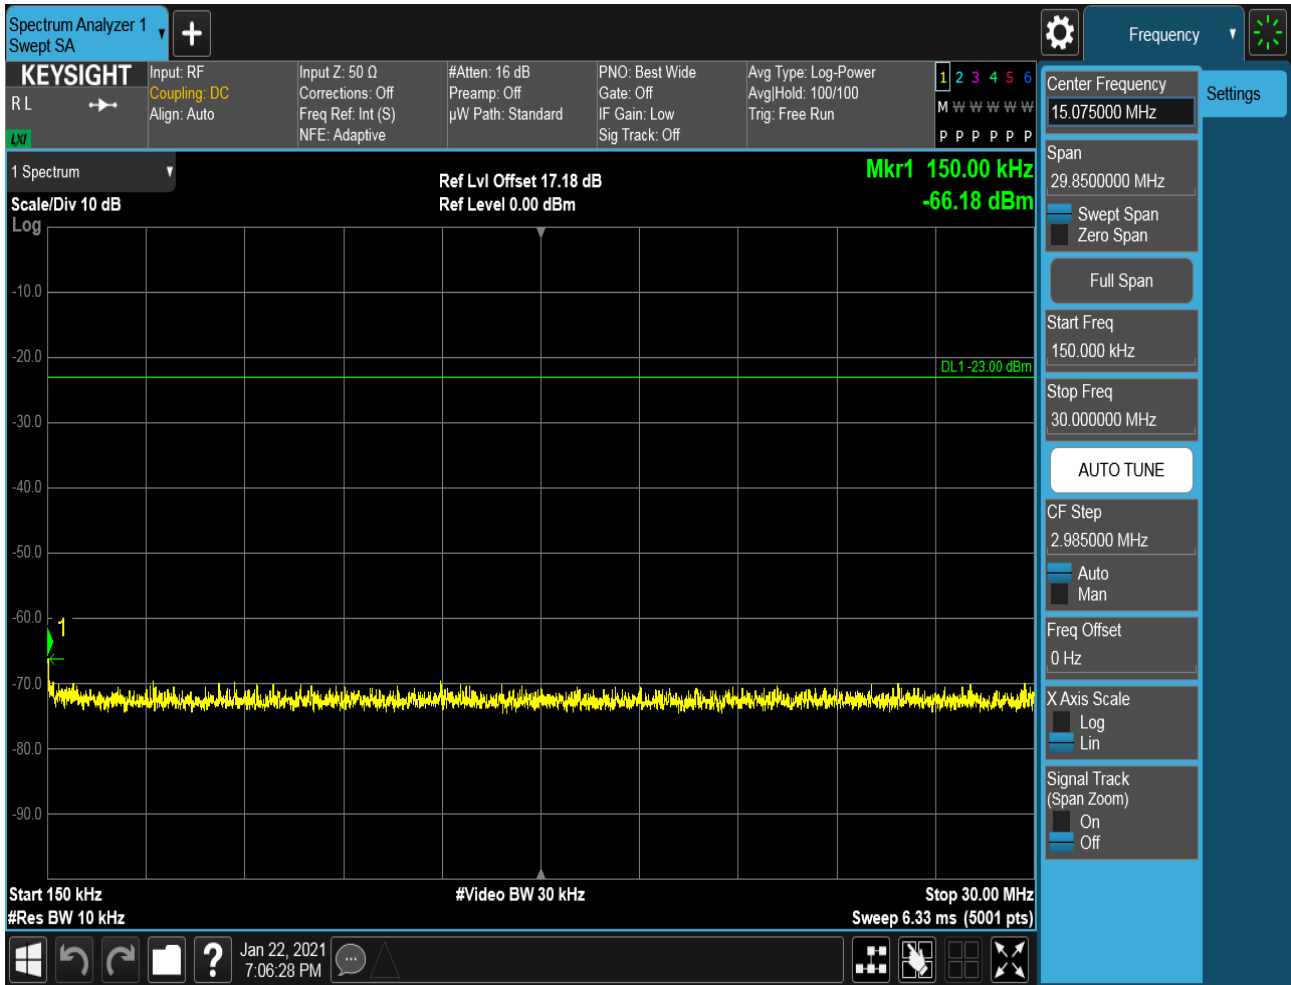 Spectrum Analyzer 1
Swept SA
Frequency
KEYSIGHT
R L
LXI
Input: RF
Coupling: DC
Align: Auto
Input Z: 50 Ω
Corrections: Off
Freq Ref: Int (S)
NFE: Adaptive
#Atten: 16 dB
Preamp: Off
µW Path: Standard
PNO: Best Wide
Gate: Off
IF Gain: Low
Sig Track: Off
Avg Type: Log-Power
Avg|Hold: 100/100
Trig: Free Run
1 2 3 4 5 6
M W W W W W
P P P P P P
1 Spectrum
Scale/Div 10 dB
Log
Ref Lvl Offset 17.18 dB
Ref Level 0.00 dBm
Mkr1 150.00 kHz
-66.18 dBm
-10.0
-20.0
DL1 -23.00 dBm
-30.0
-40.0
-50.0
-60.0
1
-70.0
-80.0
-90.0
Start 150 kHz
#Video BW 30 kHz
Stop 30.00 MHz
#Res BW 10 kHz
Sweep 6.33 ms (5001 pts)
Jan 22, 2021
7:06:28 PM
Center Frequency
15.075000 MHz
Settings
Span
29.8500000 MHz
Swept Span
Zero Span
Full Span
Start Freq
150.000 kHz
Stop Freq
30.000000 MHz
AUTO TUNE
CF Step
2.985000 MHz
Auto
Man
Freq Offset
0 Hz
X Axis Scale
Log
Lin
Signal Track
(Span Zoom)
On
Off